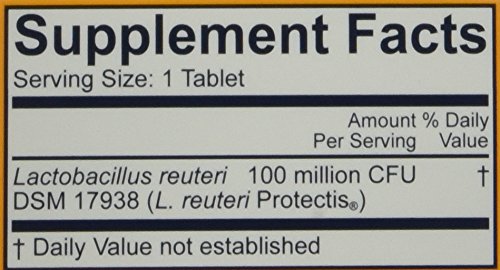 Supplement Facts
Serving Size: 1 Tablet
Amount % Daily
Per Serving Value
Lactobacillus reuteri 100 million CFU †
DSM 17938 (L. reuteri Protectis®)
† Daily Value not established